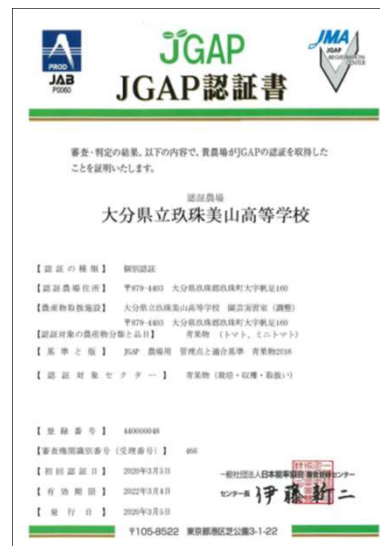 PROD
JAB
P0060
JGAP
JMA
JGAP
REGISTRATION
CENTER
JGAP認証書
審査・判定の結果、以下の内容で、貴農場がJGAPの認証を取得した
ことを証明いたします。
認証農場
大分県立玖珠美山高等学校
【認証の種類】 個別認証
【認証農場住所】 〒879-4403 大分県玖珠郡玖珠町大字帆足160
【農産物取扱施設】 大分県立玖珠美山高等学校 園芸実習室（調整）
〒879-4403 大分県玖珠郡玖珠町大字帆足160
【認証対象の農産物分類と品目】 青果物 （トマト、ミニトマト）
【基準と版】 JGAP 農場用 管理点と適合基準 青果物2016
【認証対象セクター】 青果物（栽培・収穫・取扱い）
【登録番号】 440000048
【審査機関識別番号（受理番号）】 466
【初回認証日】 2020年3月5日
【有効期限】 2022年3月4日
【発行日】 2020年3月5日
一般社団法人日本能率協会 審査登録センター
センター長 伊藤新二
〒105-8522 東京都港区芝公園3-1-22